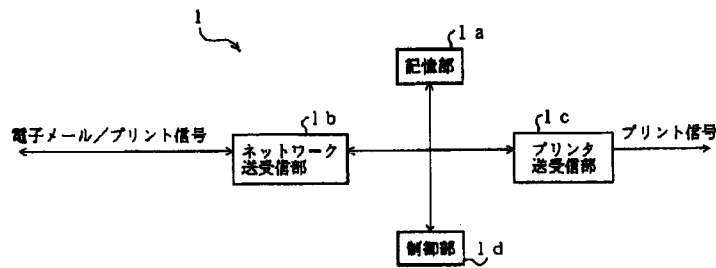 1
1a
記憶部
電子メール／プリント信号
1b
ネットワーク
送受信部
1c
プリンタ
送受信部
プリント信号
制御部
1d